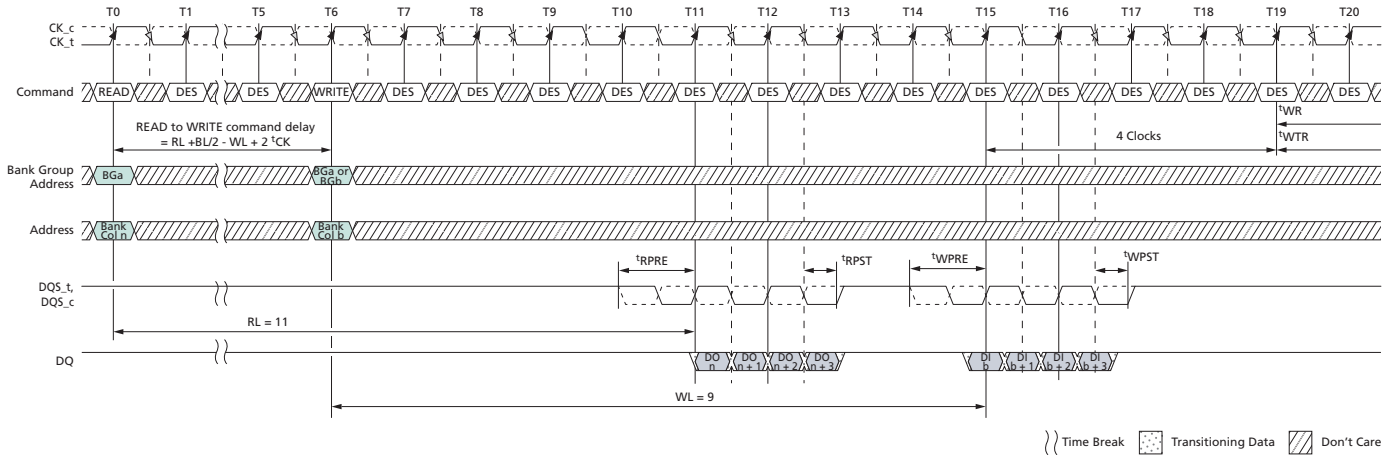 T0 T1 T5 T6 T7 T8 T9 T10 T11 T12 T13 T14 T15 T16 T17 T18 T19 T20
CK_c
CK_t
Command READ DES DES WRITE DES DES DES DES DES DES DES DES DES DES DES DES DES DES
tWR
READ to WRITE command delay
= RL +BL/2 - WL + 2 tCK
4 Clocks
tWTR
Bank Group
Address
BGa
BGa or
BGb
Address
Bank
Col n
Bank
Col b
tRPRE tRPST tWPRE tWPST
DQS_t,
DQS_c
RL = 11
DQ
DO
n
DO
n + 1
DO
n + 2
DO
n + 3
DI
b
DI
b + 1
DI
b + 2
DI
b + 3
WL = 9
Time Break Transitioning Data Don't Care